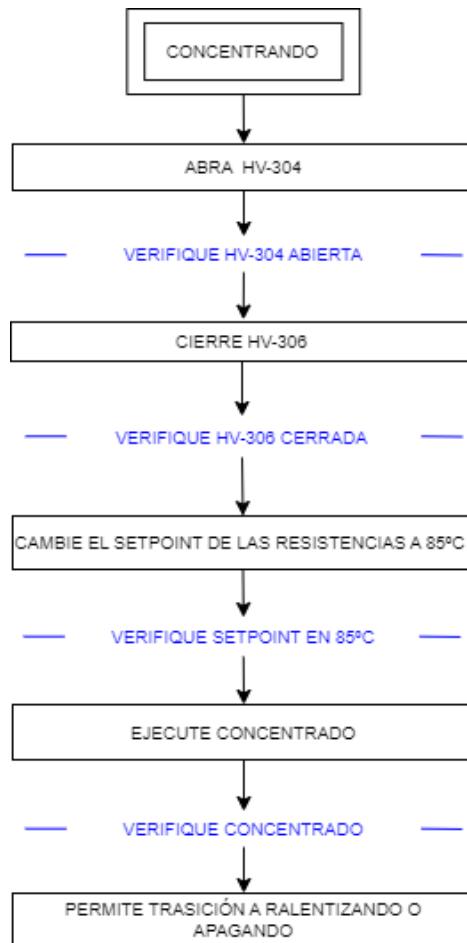 CONCENTRANDO
ABRA HV-304
VERIFIQUE HV-304 ABIERTA
CIERRE HV-306
VERIFIQUE HV-306 CERRADA
CAMBIE EL SETPOINT DE LAS RESISTENCIAS A 85ºC
VERIFIQUE SETPOINT EN 85ºC
EJECUTE CONCENTRADO
VERIFIQUE CONCENTRADO
PERMITE TRASICIÓN A RALENTIZANDO O
APAGANDO